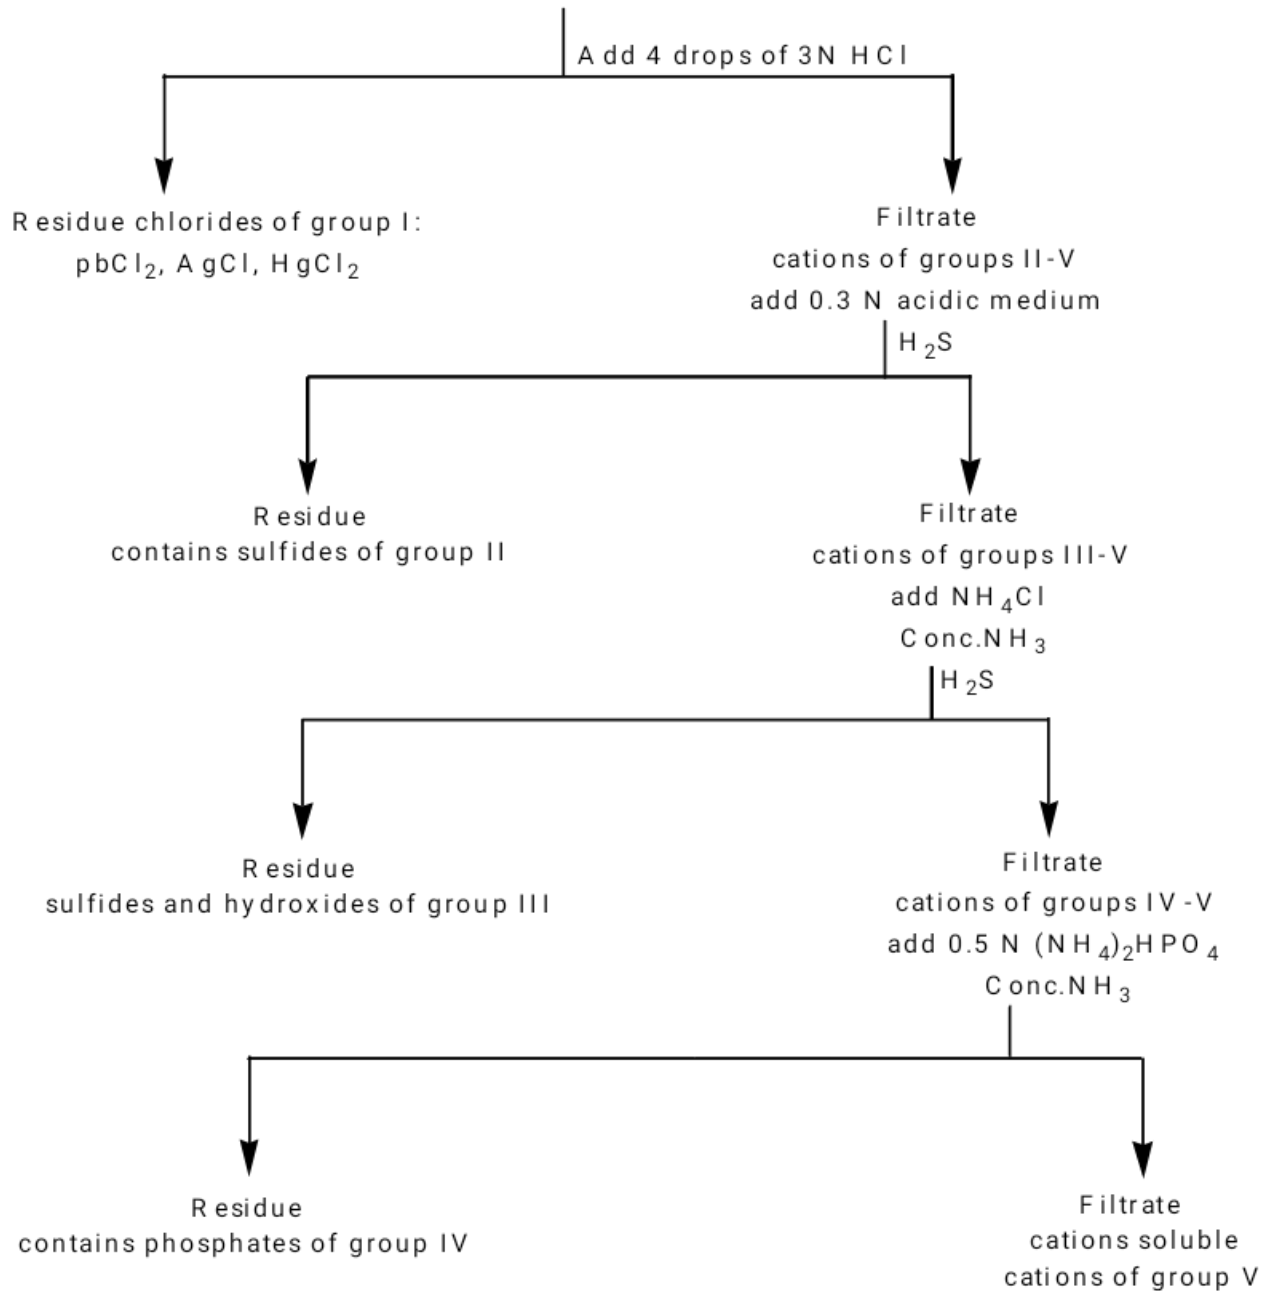 Add 4 drops of 3N HCl
Residue chlorides of group I:
pbCl₂, AgCl, HgCl₂
Filtrate
cations of groups II-V
add 0.3 N acidic medium
H₂S
Residue
contains sulfides of group II
Filtrate
cations of groups III-V
add NH₄Cl
Conc.NH₃
H₂S
Residue
sulfides and hydroxides of group III
Filtrate
cations of groups IV-V
add 0.5 N (NH₄)₂HPO₄
Conc.NH₃
Residue
contains phosphates of group IV
Filtrate
cations soluble
cations of group V